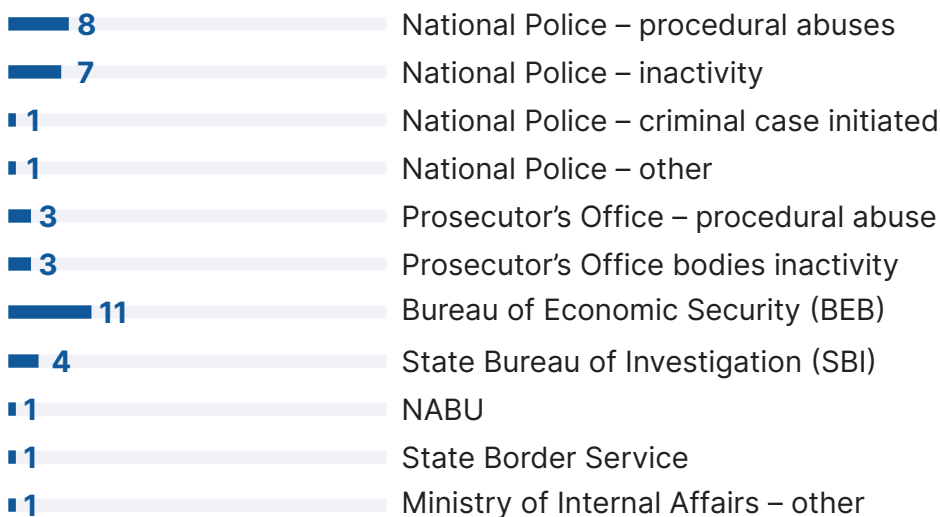 8 National Police – procedural abuses
7 National Police – inactivity
1 National Police – criminal case initiated
1 National Police – other
3 Prosecutor’s Office – procedural abuse
3 Prosecutor’s Office bodies inactivity
11 Bureau of Economic Security (BEB)
4 State Bureau of Investigation (SBI)
1 NABU
1 State Border Service
1 Ministry of Internal Affairs – other